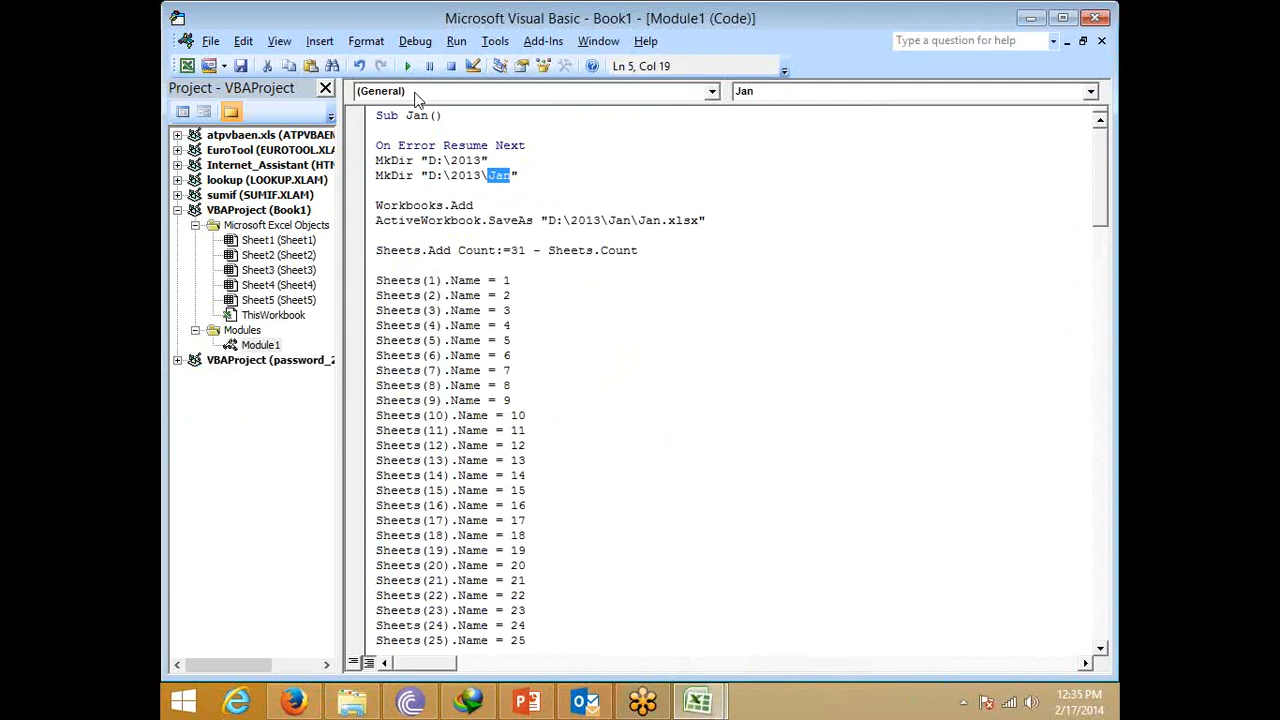 Microsoft Visual Basic - Book1 - [Module1 (Code)]
File Edit View Insert Format Debug Run Tools Add-Ins Window Help
Type a question for help
Ln 5, Col 19
Project - VBAProject
(General)
Jan
atpvbaen.xls (ATPVBAEN
EuroTool (EUROTOOL.XLA
Internet_Assistant (HTM
lookup (LOOKUP.XLAM)
sumif (SUMIF.XLAM)
VBAProject (Book1)
Microsoft Excel Objects
Sheet1 (Sheet1)
Sheet2 (Sheet2)
Sheet3 (Sheet3)
Sheet4 (Sheet4)
Sheet5 (Sheet5)
ThisWorkbook
Modules
Module1
VBAProject (password_2
Sub Jan()
On Error Resume Next
MkDir "D:\2013"
MkDir "D:\2013\Jan"
Workbooks.Add
ActiveWorkbook.SaveAs "D:\2013\Jan\Jan.xlsx"
Sheets.Add Count:=31 - Sheets.Count
Sheets(1).Name = 1
Sheets(2).Name = 2
Sheets(3).Name = 3
Sheets(4).Name = 4
Sheets(5).Name = 5
Sheets(6).Name = 6
Sheets(7).Name = 7
Sheets(8).Name = 8
Sheets(9).Name = 9
Sheets(10).Name = 10
Sheets(11).Name = 11
Sheets(12).Name = 12
Sheets(13).Name = 13
Sheets(14).Name = 14
Sheets(15).Name = 15
Sheets(16).Name = 16
Sheets(17).Name = 17
Sheets(18).Name = 18
Sheets(19).Name = 19
Sheets(20).Name = 20
Sheets(21).Name = 21
Sheets(22).Name = 22
Sheets(23).Name = 23
Sheets(24).Name = 24
Sheets(25).Name = 25
12:35 PM
2/17/2014